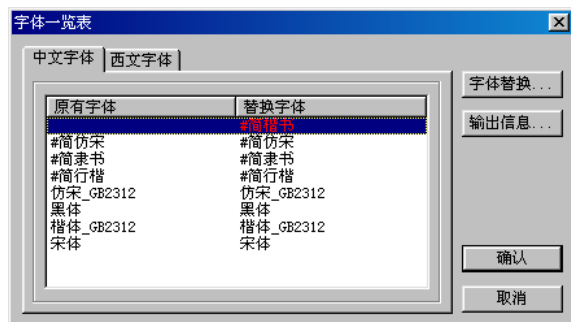 字体一览表
中文字体 西文字体
字体替换...
原有字体 替换字体
输出信息...
#简楷书
#简仿宋 #简仿宋
#简隶书 #简隶书
#简行楷 #简行楷
仿宋_GB2312 仿宋_GB2312
黑体 黑体
楷体_GB2312 楷体_GB2312
宋体 宋体
确认
取消